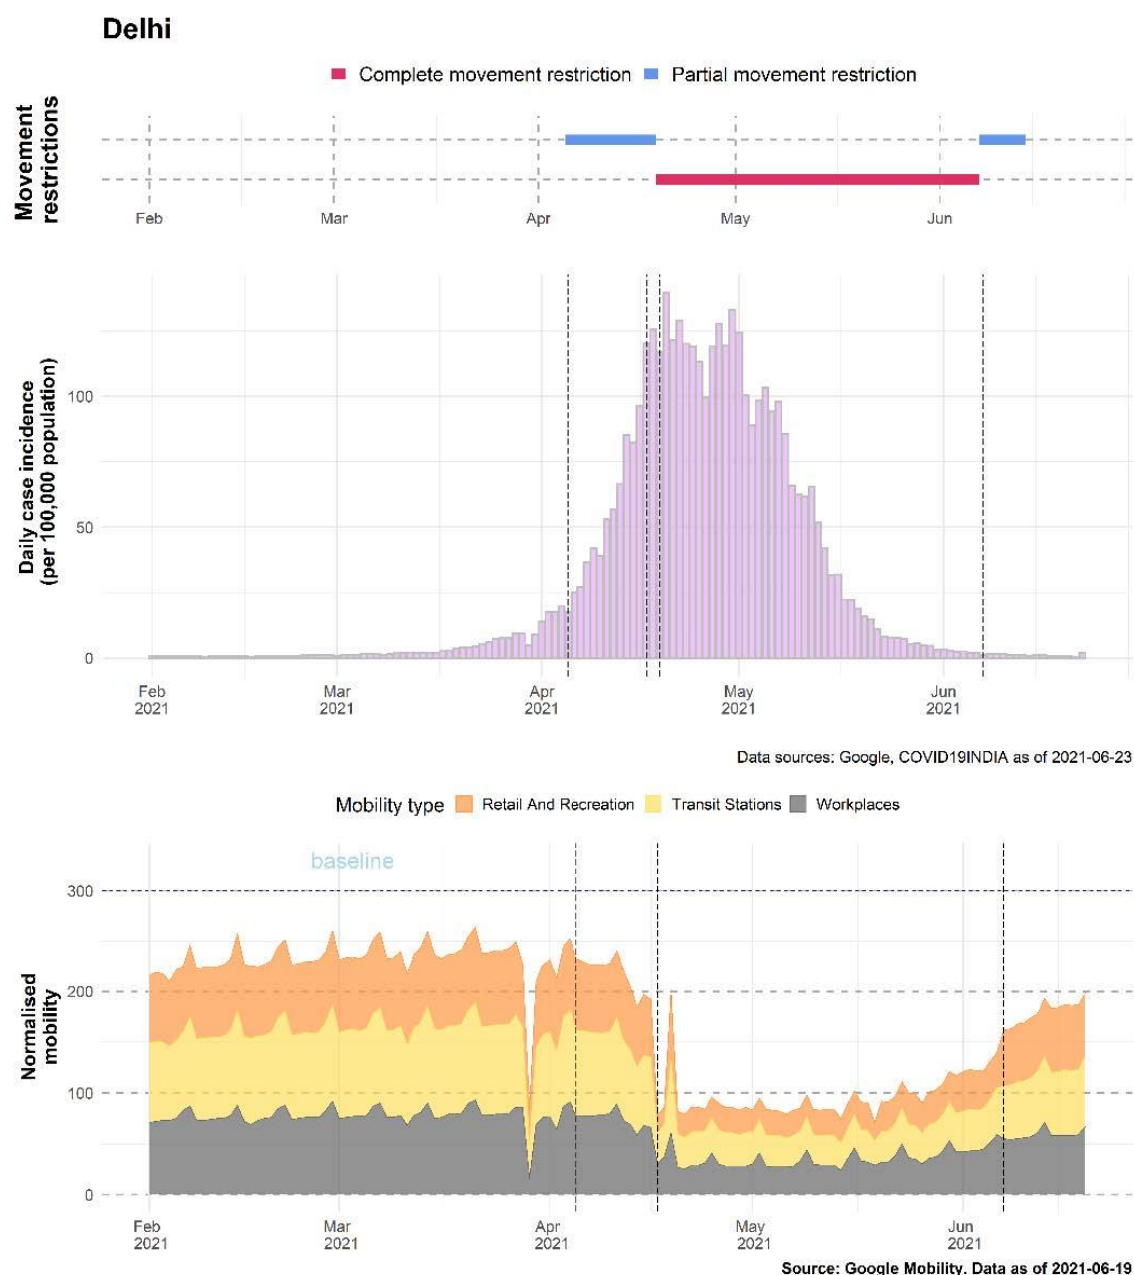 Delhi
Complete movement restriction Partial movement restriction
Movement
restrictions
Feb Mar Apr May Jun
Daily case incidence
(per 100,000 population)
100
50
0
Feb Mar Apr May Jun
2021 2021 2021 2021 2021
Data sources: Google, COVID19INDIA as of 2021-06-23
Mobility type Retail And Recreation Transit Stations Workplaces
baseline
Normalised
mobility
300
200
100
0
Feb Mar Apr May Jun
2021 2021 2021 2021 2021
Source: Google Mobility. Data as of 2021-06-19